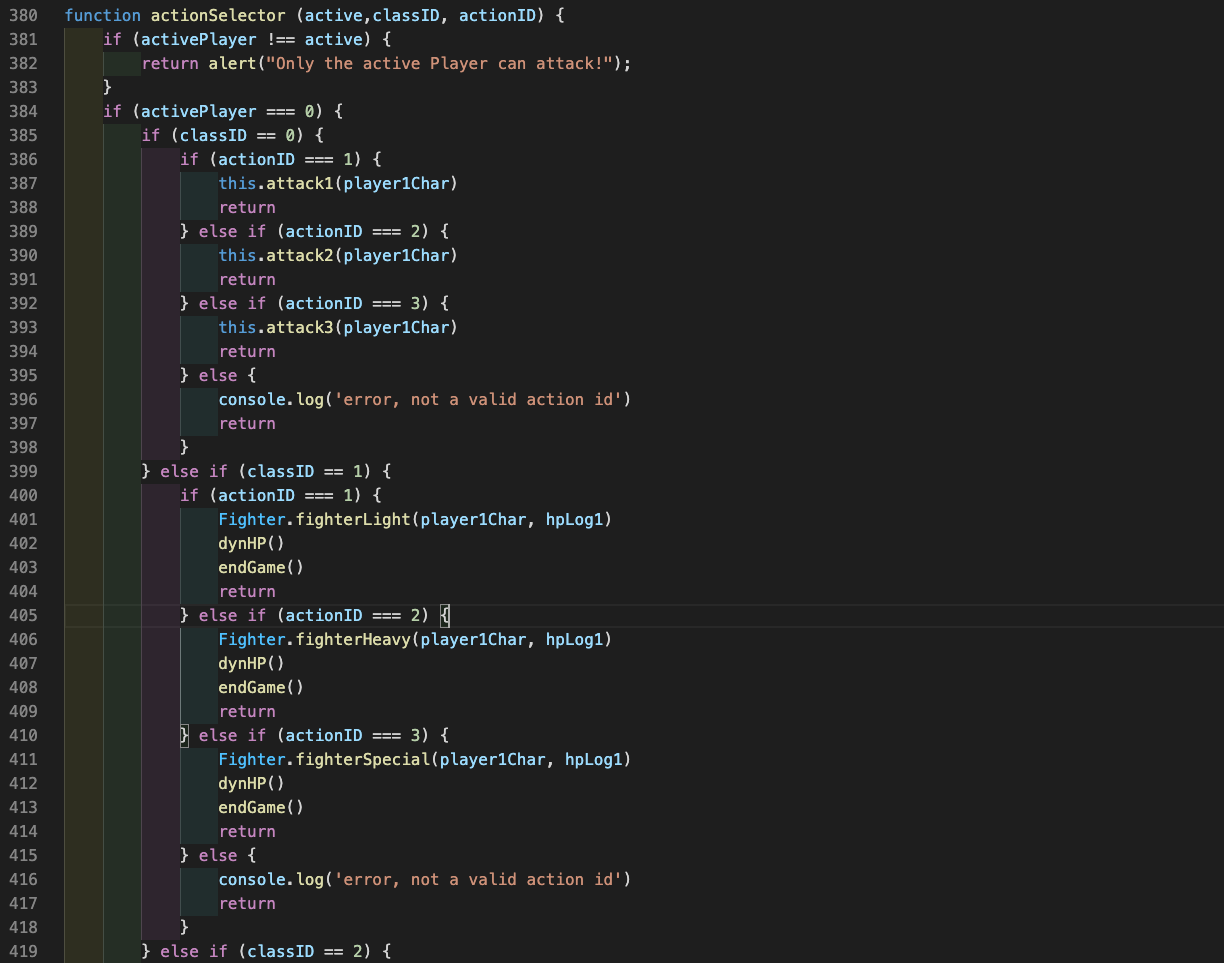 380 function actionSelector (active,classID, actionID) {
381 if (activePlayer !== active) {
382 return alert("Only the active Player can attack!");
383 }
384 if (activePlayer === 0) {
385 if (classID == 0) {
386 if (actionID === 1) {
387 this.attack1(player1Char)
388 return
389 } else if (actionID === 2) {
390 this.attack2(player1Char)
391 return
392 } else if (actionID === 3) {
393 this.attack3(player1Char)
394 return
395 } else {
396 console.log('error, not a valid action id')
397 return
398 }
399 } else if (classID == 1) {
400 if (actionID === 1) {
401 Fighter.fighterLight(player1Char, hpLog1)
402 dynHP()
403 endGame()
404 return
405 } else if (actionID === 2) {
406 Fighter.fighterHeavy(player1Char, hpLog1)
407 dynHP()
408 endGame()
409 return
410 } else if (actionID === 3) {
411 Fighter.fighterSpecial(player1Char, hpLog1)
412 dynHP()
413 endGame()
414 return
415 } else {
416 console.log('error, not a valid action id')
417 return
418 }
419 } else if (classID == 2) {